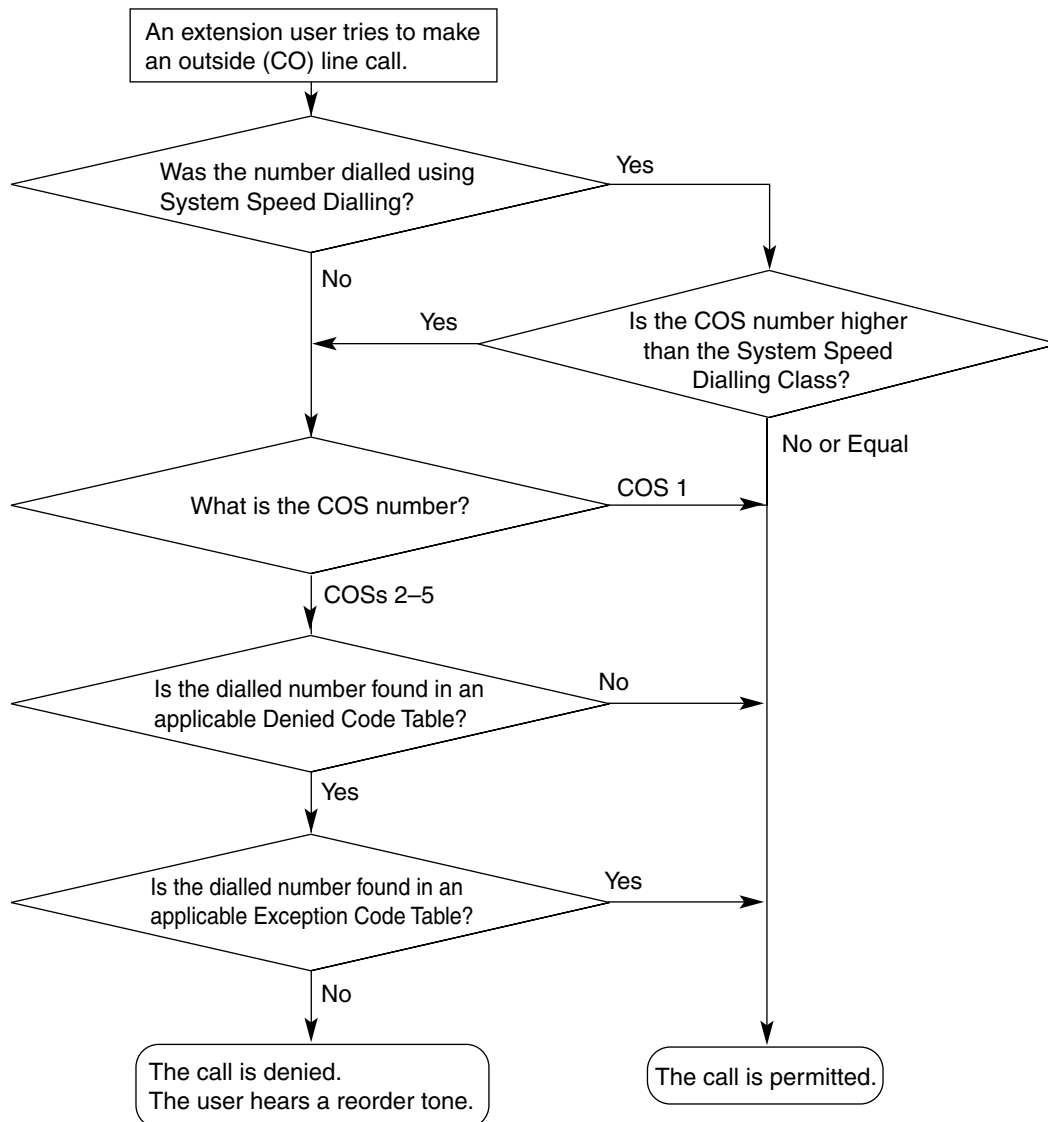 An extension user tries to make
an outside (CO) line call.
Was the number dialled using
System Speed Dialling?
Yes
No
Is the COS number higher
than the System Speed
Dialling Class?
Yes
No or Equal
What is the COS number?
COS 1
COSs 2–5
Is the dialled number found in an
applicable Denied Code Table?
No
Yes
Is the dialled number found in an
applicable Exception Code Table?
Yes
No
The call is denied.
The user hears a reorder tone.
The call is permitted.